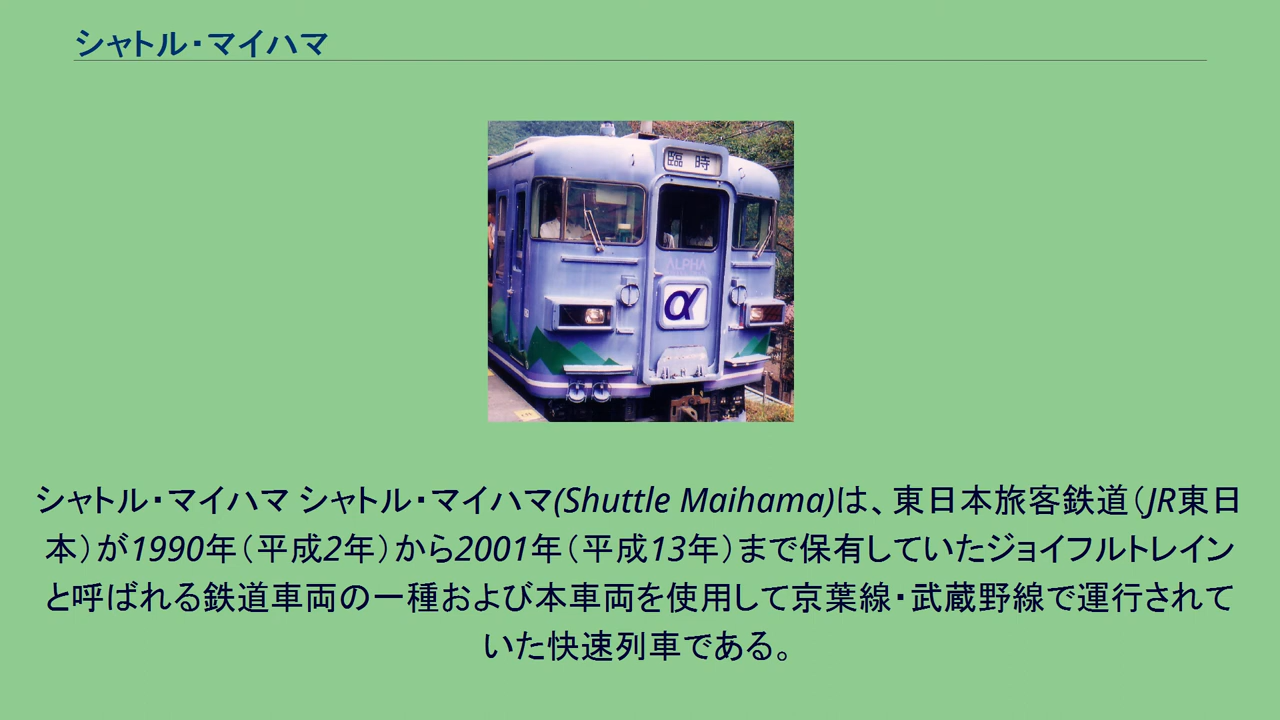 シャトル・マイハマ
臨 時
ALPHA
α
シャトル・マイハマ シャトル・マイハマ(Shuttle Maihama)は、東日本旅客鉄道（JR東日
本）が1990年（平成2年）から2001年（平成13年）まで保有していたジョイフルトレイン
と呼ばれる鉄道車両の一種および本車両を使用して京葉線・武蔵野線で運行されて
いた快速列車である。